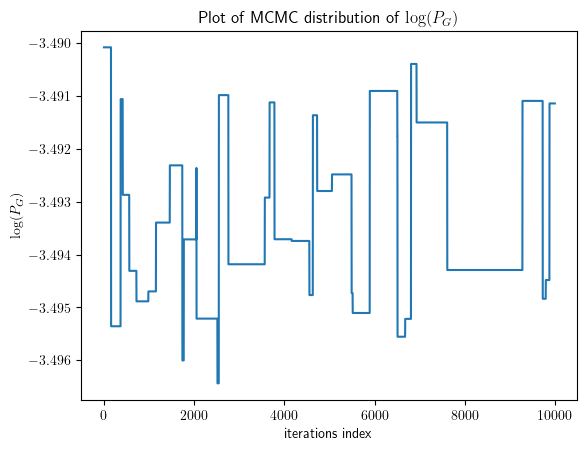 Plot of MCMC distribution of log(P_G)
log(P_G)
−3.490
−3.491
−3.492
−3.493
−3.494
−3.495
−3.496
0 2000 4000 6000 8000 10000
iterations index